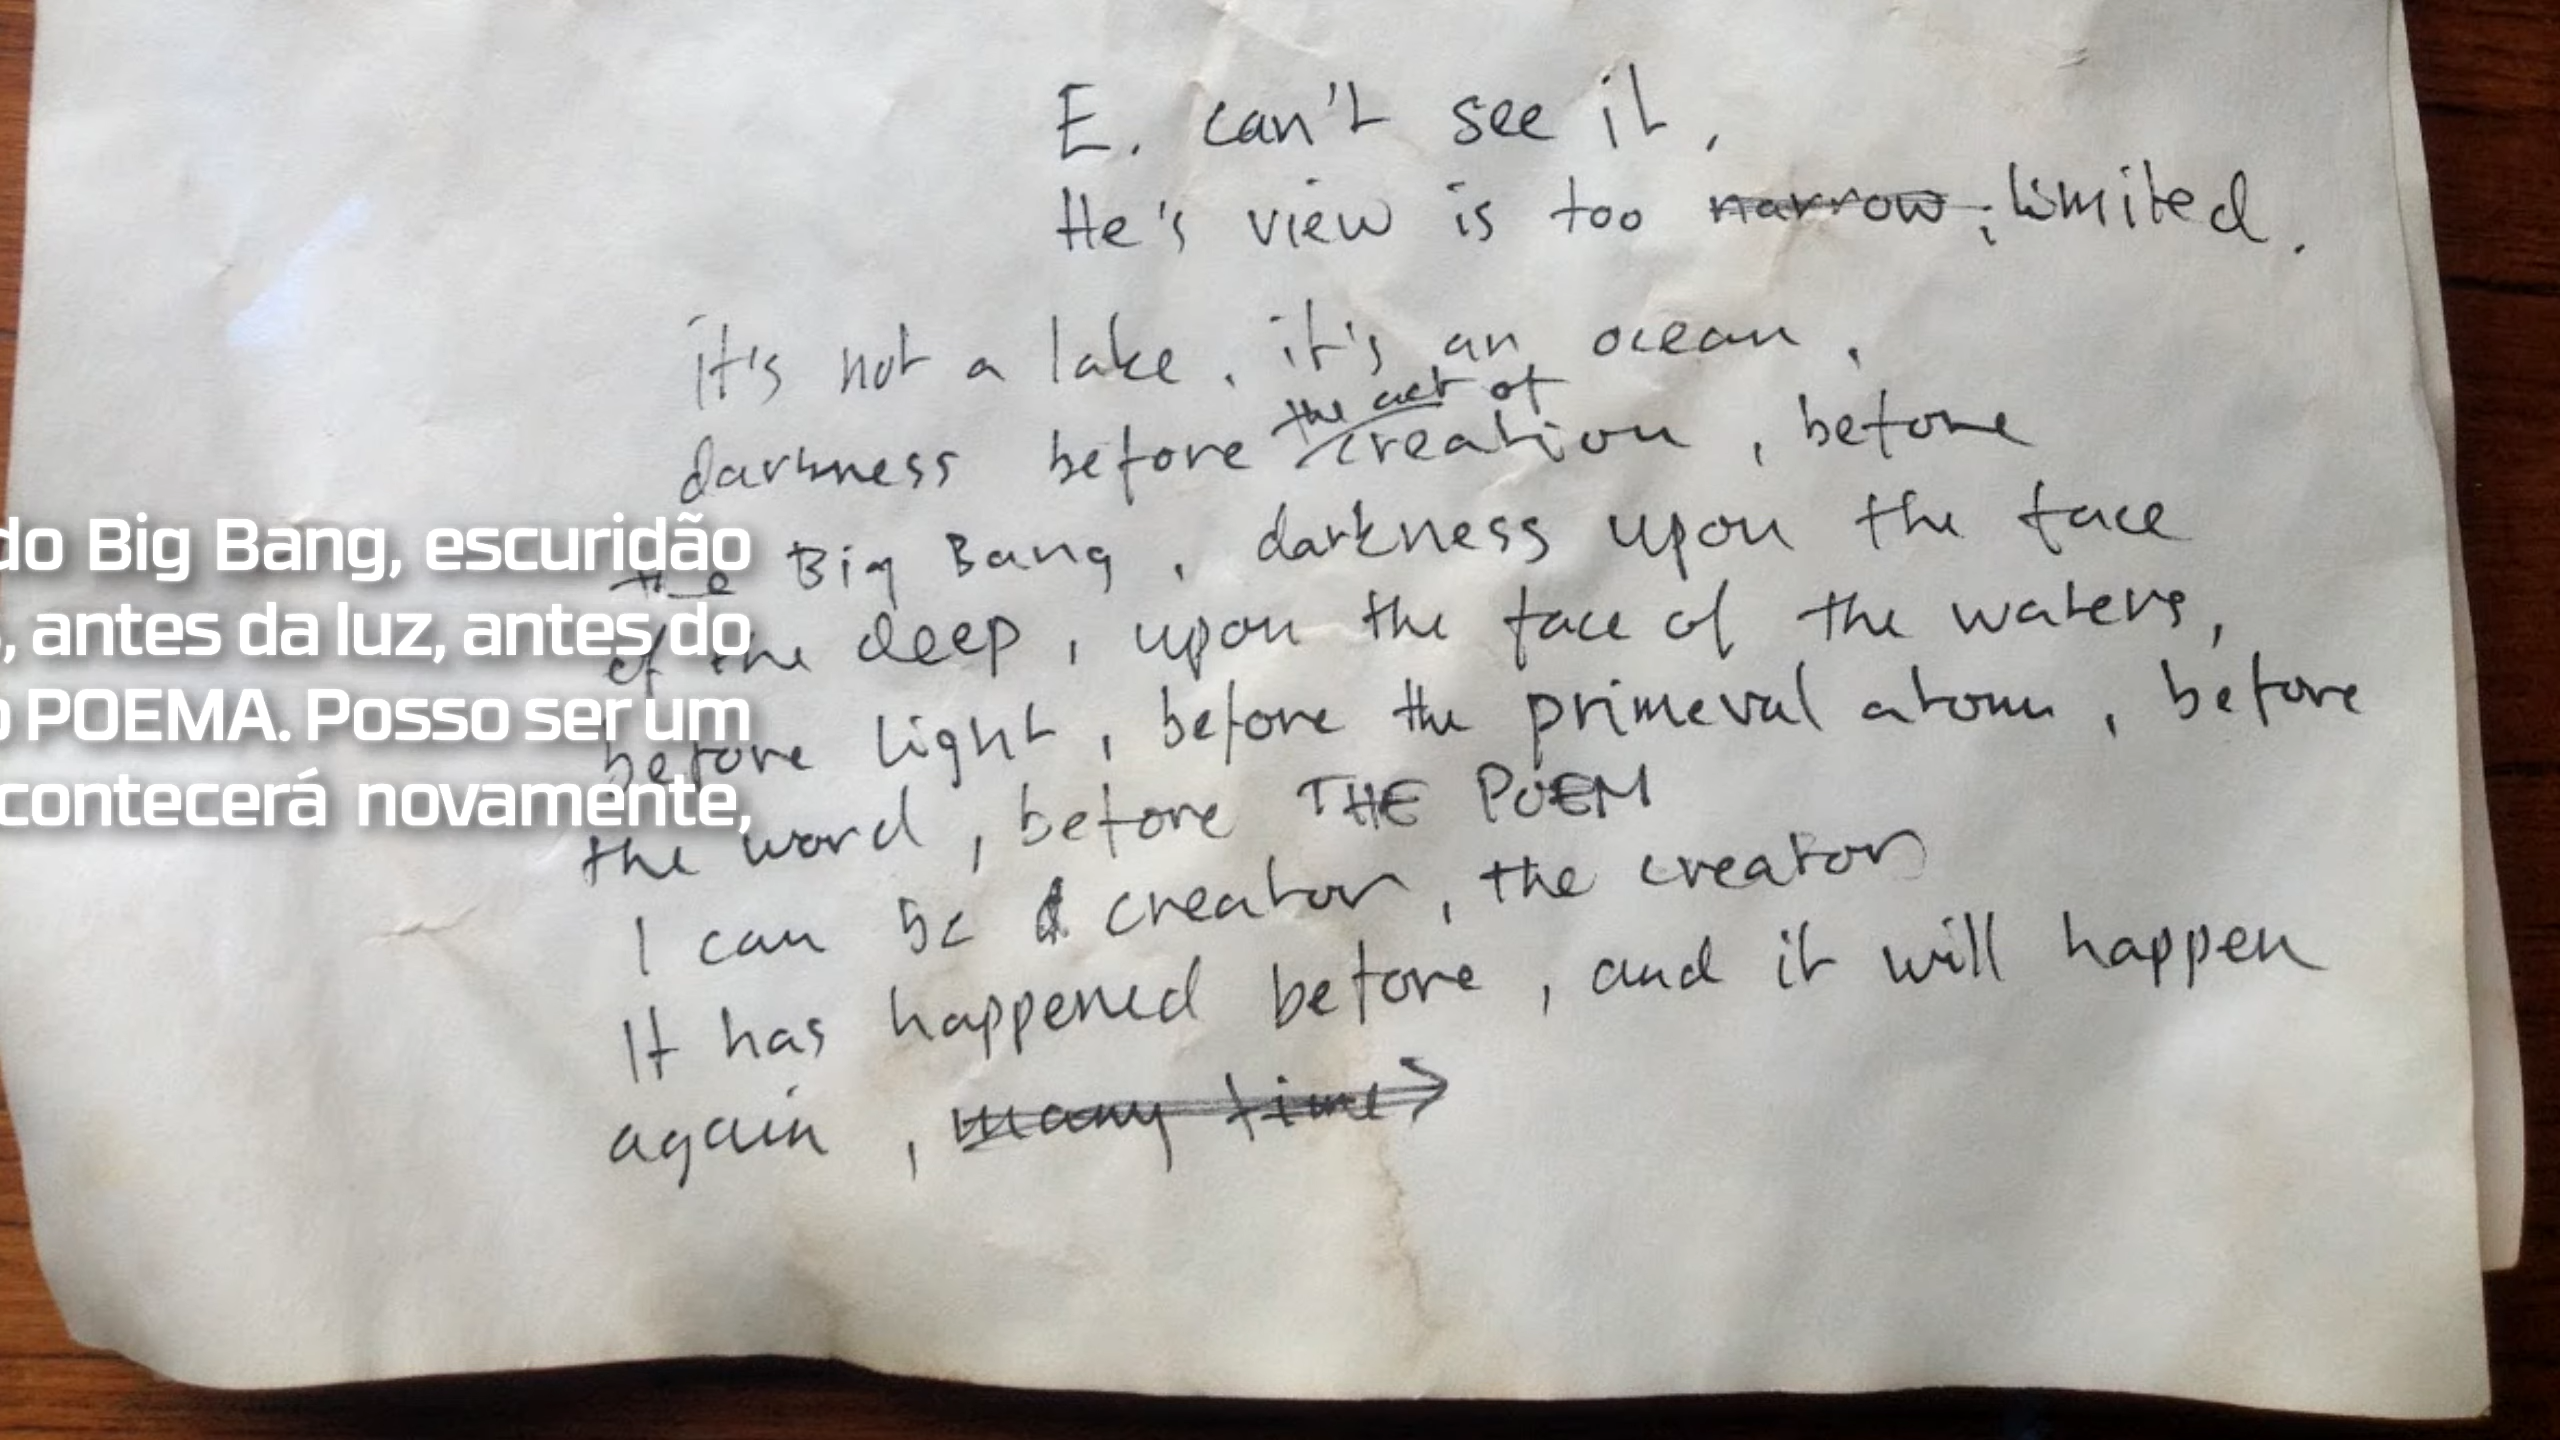 E. can't see it.
He's view is too narrow; limited.
it's not a lake. it's an ocean.
the act of
darkness before creation, before
the Big Bang, darkness upon the face
of the deep, upon the face of the waters,
before light, before the primeval atom, before
the word, before THE POEM
I can be a creator, the creator
It has happened before, and it will happen
again, many time
do Big Bang, escuridão
, antes da luz, antes do
POEMA. Posso ser um
contecerá novamente,